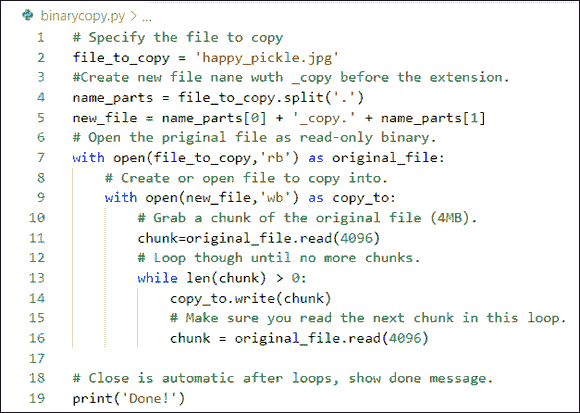 binarycopy.py > ...
1 # Specify the file to copy
2 file_to_copy = 'happy_pickle.jpg'
3 #Create new file nane wuth _copy before the extension.
4 name_parts = file_to_copy.split('.')
5 new_file = name_parts[0] + '_copy.' + name_parts[1]
6 # Open the priginal file as read-only binary.
7 with open(file_to_copy,'rb') as original_file:
8     # Create or open file to copy into.
9     with open(new_file,'wb') as copy_to:
10         # Grab a chunk of the original file (4MB).
11         chunk=original_file.read(4096)
12         # Loop though until no more chunks.
13         while len(chunk) > 0:
14             copy_to.write(chunk)
15             # Make sure you read the next chunk in this loop.
16             chunk = original_file.read(4096)
17
18 # Close is automatic after loops, show done message.
19 print('Done!')